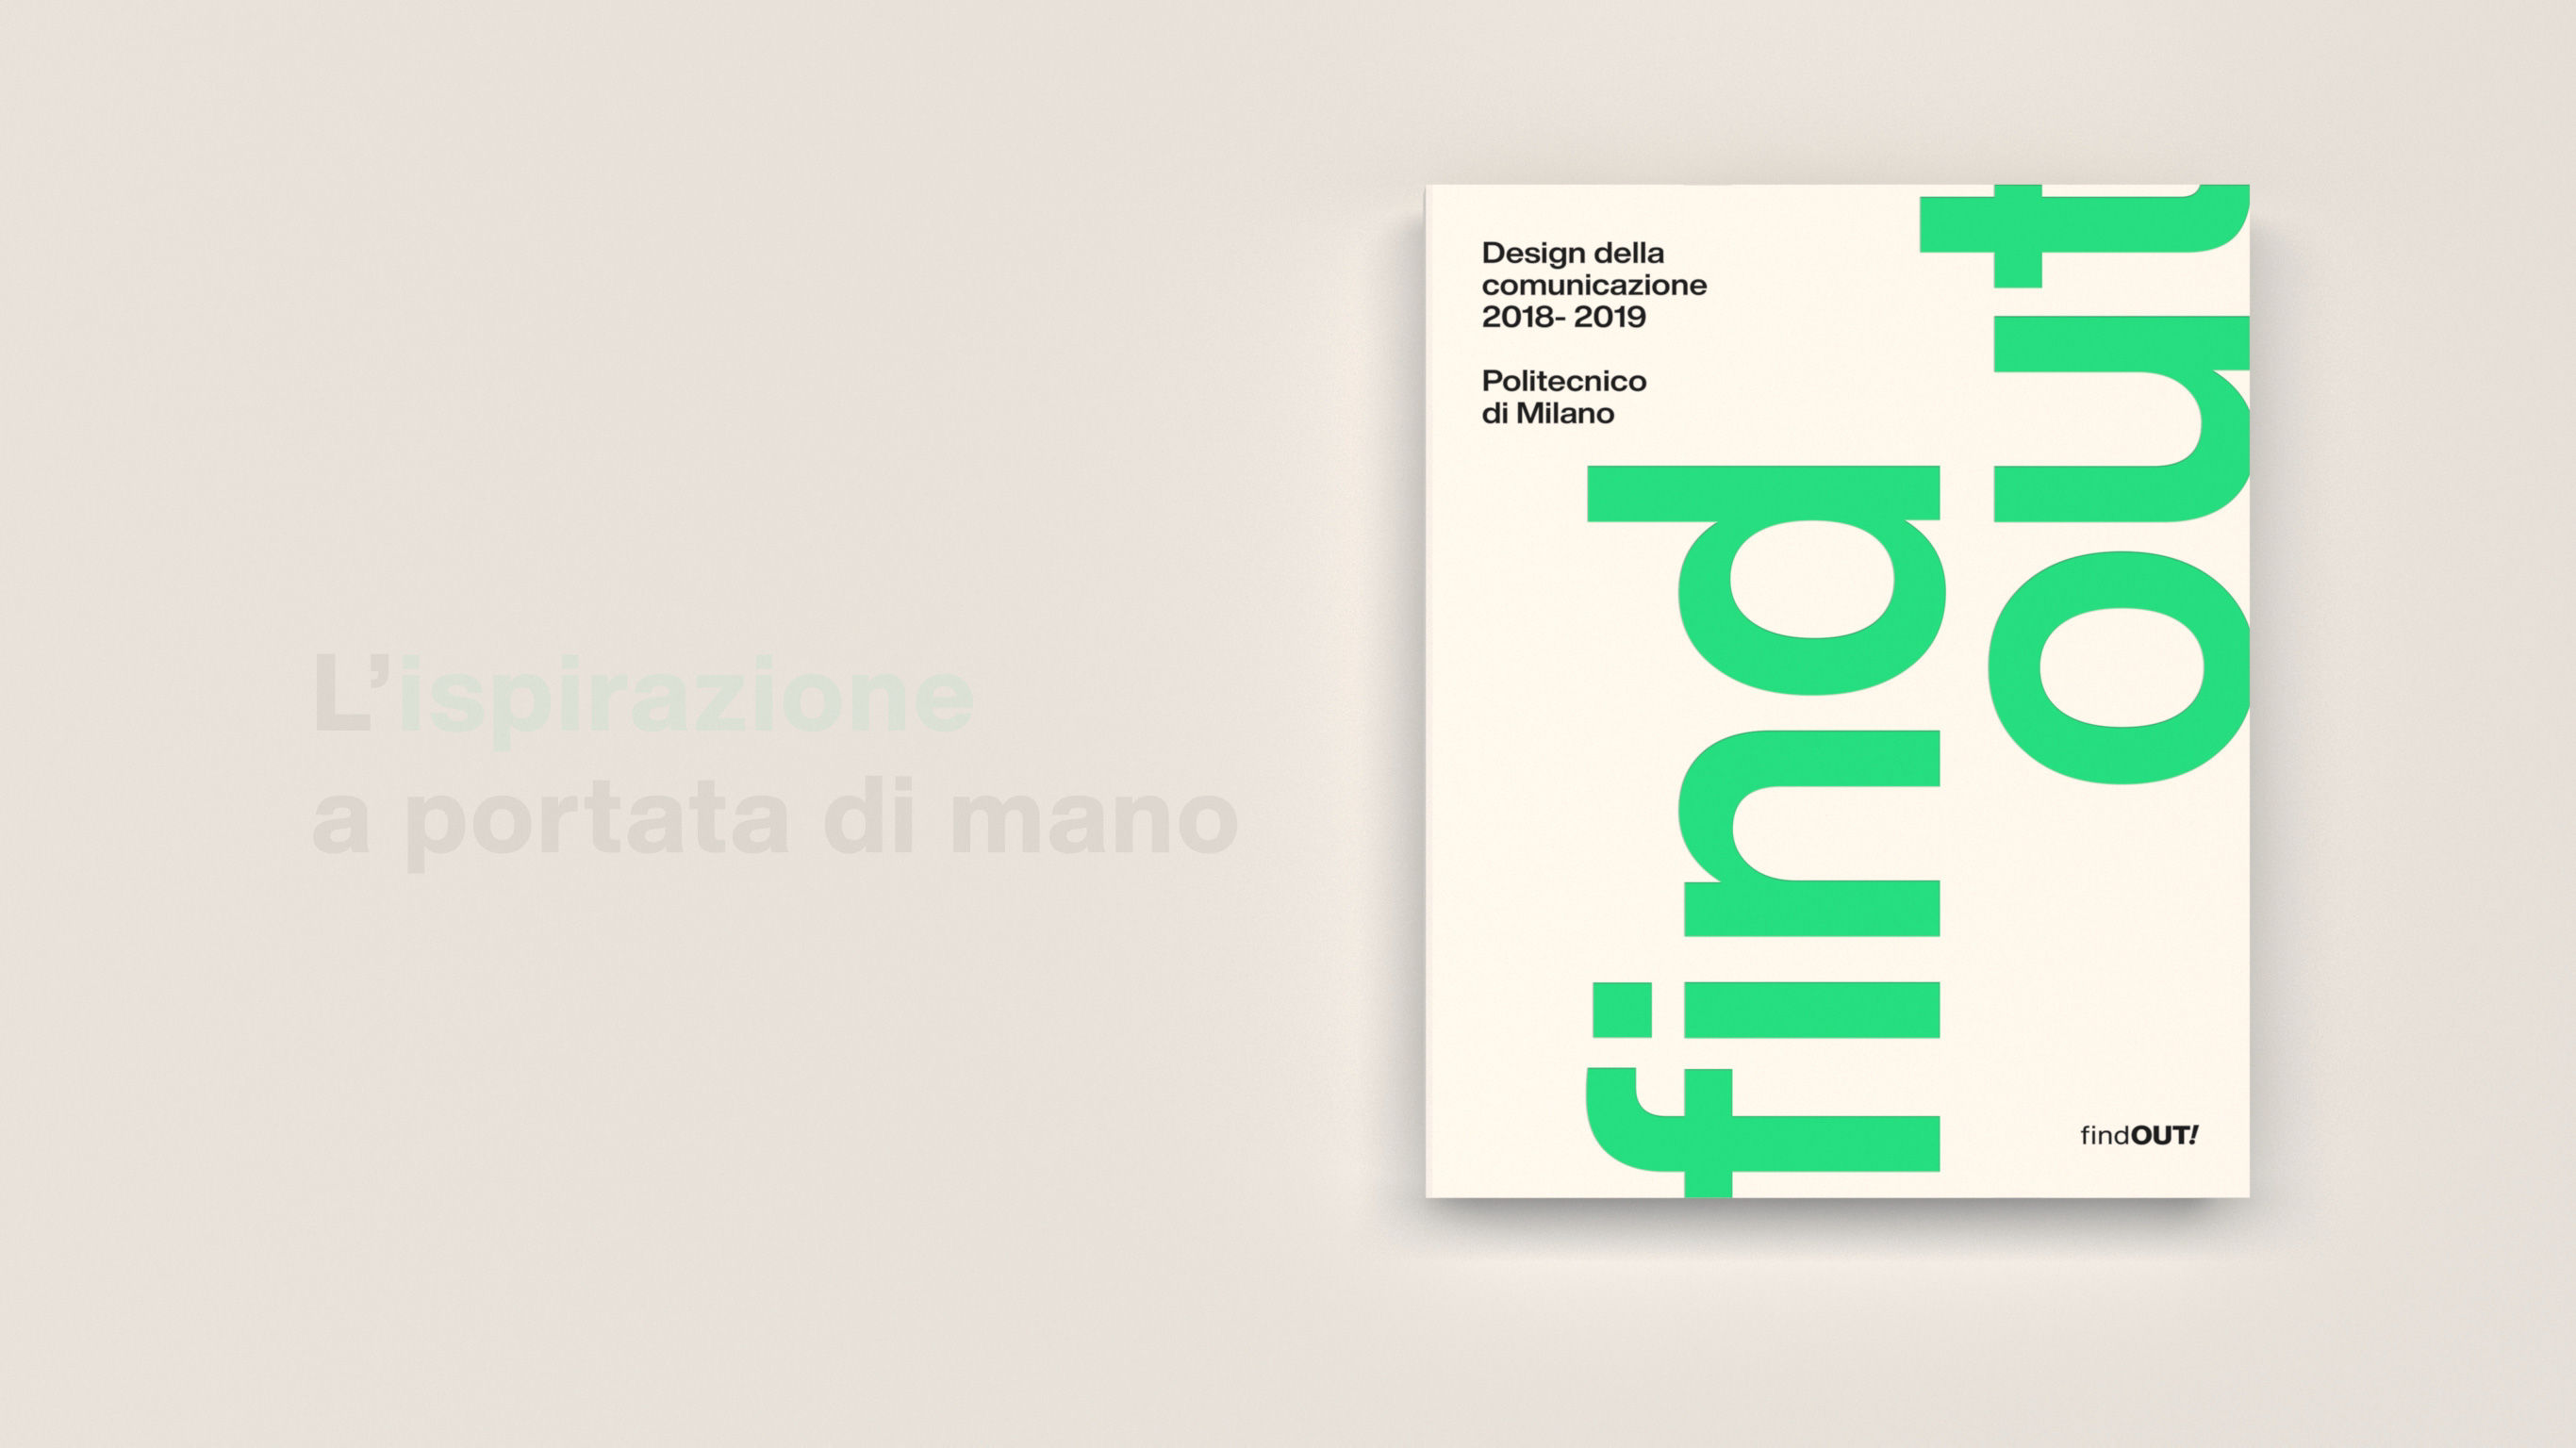 L’ispirazione
a portata di mano
Design della
comunicazione
2018- 2019
Politecnico
di Milano
find
out
findOUT!